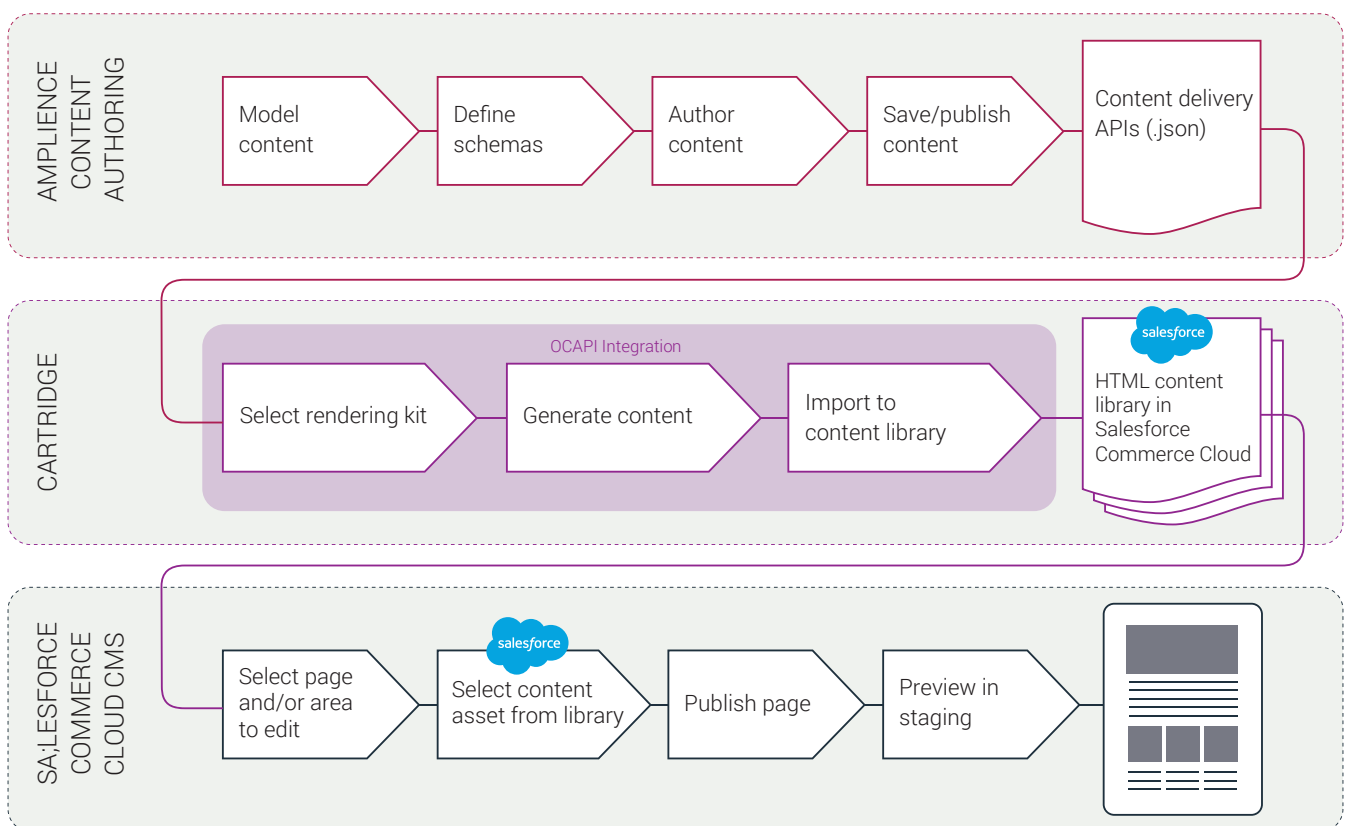 AMPLIENCE
CONTENT
AUTHORING
Model
content
Define
schemas
Author
content
Save/publish
content
Content delivery
APIs (.json)
CARTRIDGE
OCAPI Integration
Select rendering kit
Generate content
Import to
content library
salesforce
HTML content
library in
Salesforce
Commerce Cloud
SA;LESFORCE
COMMERCE
CLOUD CMS
Select page
and/or area
to edit
salesforce
Select content
asset from library
Publish page
Preview in
staging